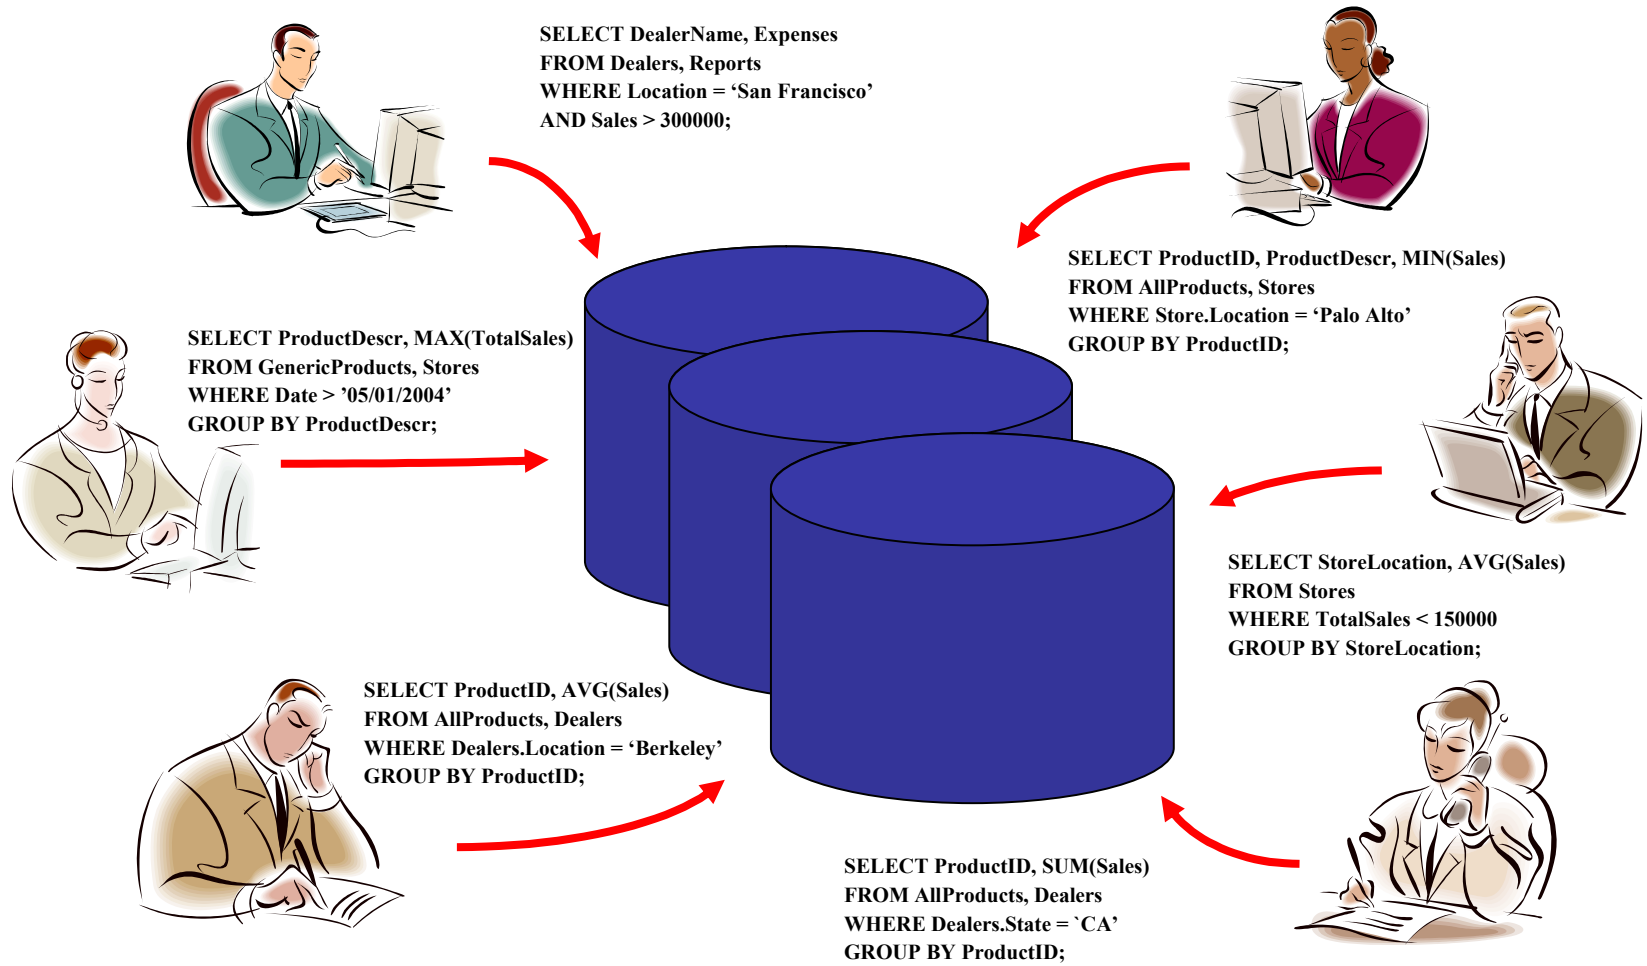 SELECT DealerName, Expenses
FROM Dealers, Reports
WHERE Location = ‘San Francisco’
AND Sales > 300000;
SELECT ProductID, ProductDescr, MIN(Sales)
FROM AllProducts, Stores
WHERE Store.Location = ‘Palo Alto’
GROUP BY ProductID;
SELECT ProductDescr, MAX(TotalSales)
FROM GenericProducts, Stores
WHERE Date > ’05/01/2004’
GROUP BY ProductDescr;
SELECT StoreLocation, AVG(Sales)
FROM Stores
WHERE TotalSales < 150000
GROUP BY StoreLocation;
SELECT ProductID, AVG(Sales)
FROM AllProducts, Dealers
WHERE Dealers.Location = ‘Berkeley’
GROUP BY ProductID;
SELECT ProductID, SUM(Sales)
FROM AllProducts, Dealers
WHERE Dealers.State = `CA’
GROUP BY ProductID;